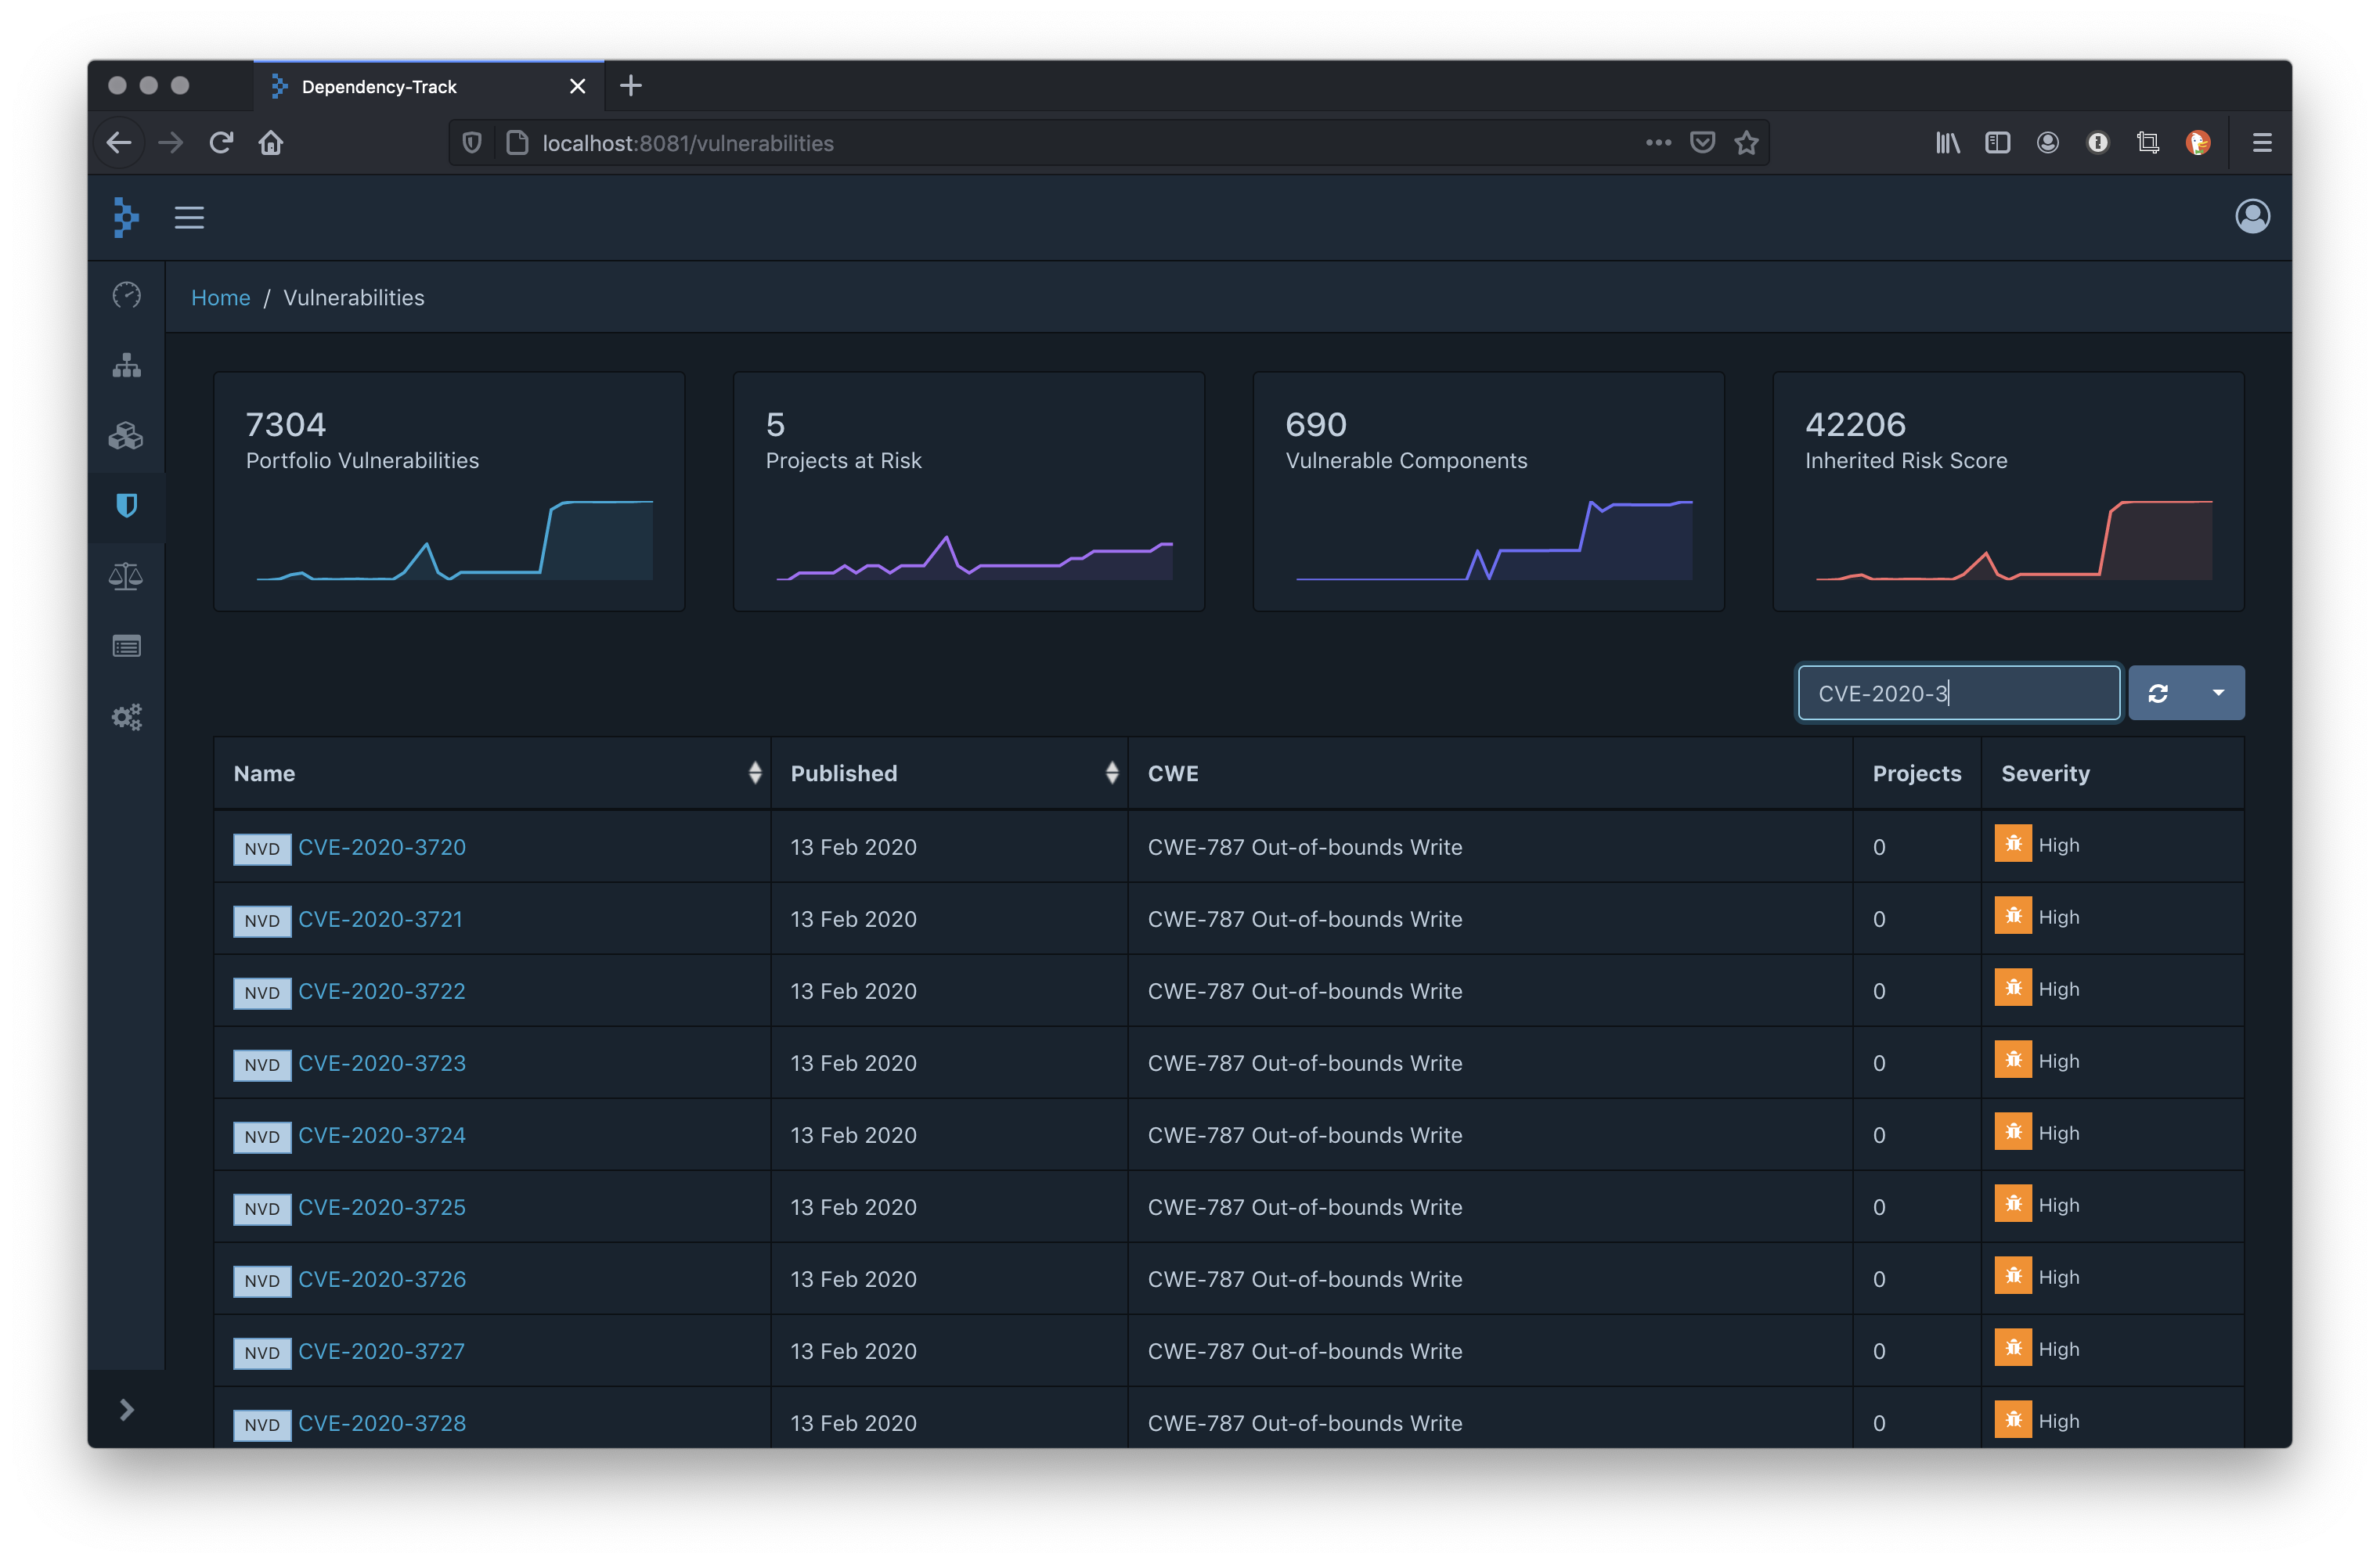 Dependency-Track
localhost:8081/vulnerabilities
Home / Vulnerabilities
7304
Portfolio Vulnerabilities
5
Projects at Risk
690
Vulnerable Components
42206
Inherited Risk Score
CVE-2020-3
Name Published CWE Projects Severity
NVD CVE-2020-3720 13 Feb 2020 CWE-787 Out-of-bounds Write 0 High
NVD CVE-2020-3721 13 Feb 2020 CWE-787 Out-of-bounds Write 0 High
NVD CVE-2020-3722 13 Feb 2020 CWE-787 Out-of-bounds Write 0 High
NVD CVE-2020-3723 13 Feb 2020 CWE-787 Out-of-bounds Write 0 High
NVD CVE-2020-3724 13 Feb 2020 CWE-787 Out-of-bounds Write 0 High
NVD CVE-2020-3725 13 Feb 2020 CWE-787 Out-of-bounds Write 0 High
NVD CVE-2020-3726 13 Feb 2020 CWE-787 Out-of-bounds Write 0 High
NVD CVE-2020-3727 13 Feb 2020 CWE-787 Out-of-bounds Write 0 High
NVD CVE-2020-3728 13 Feb 2020 CWE-787 Out-of-bounds Write 0 High